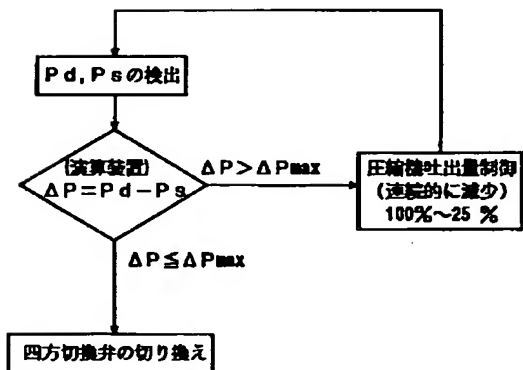 Pd,Psの検出
(演算装置)
ΔP=Pd-Ps
ΔP>ΔPmax
圧縮機吐出量制御
(連続的に減少)
100%~25 %
ΔP≦ΔPmax
四方切換弁の切り換え